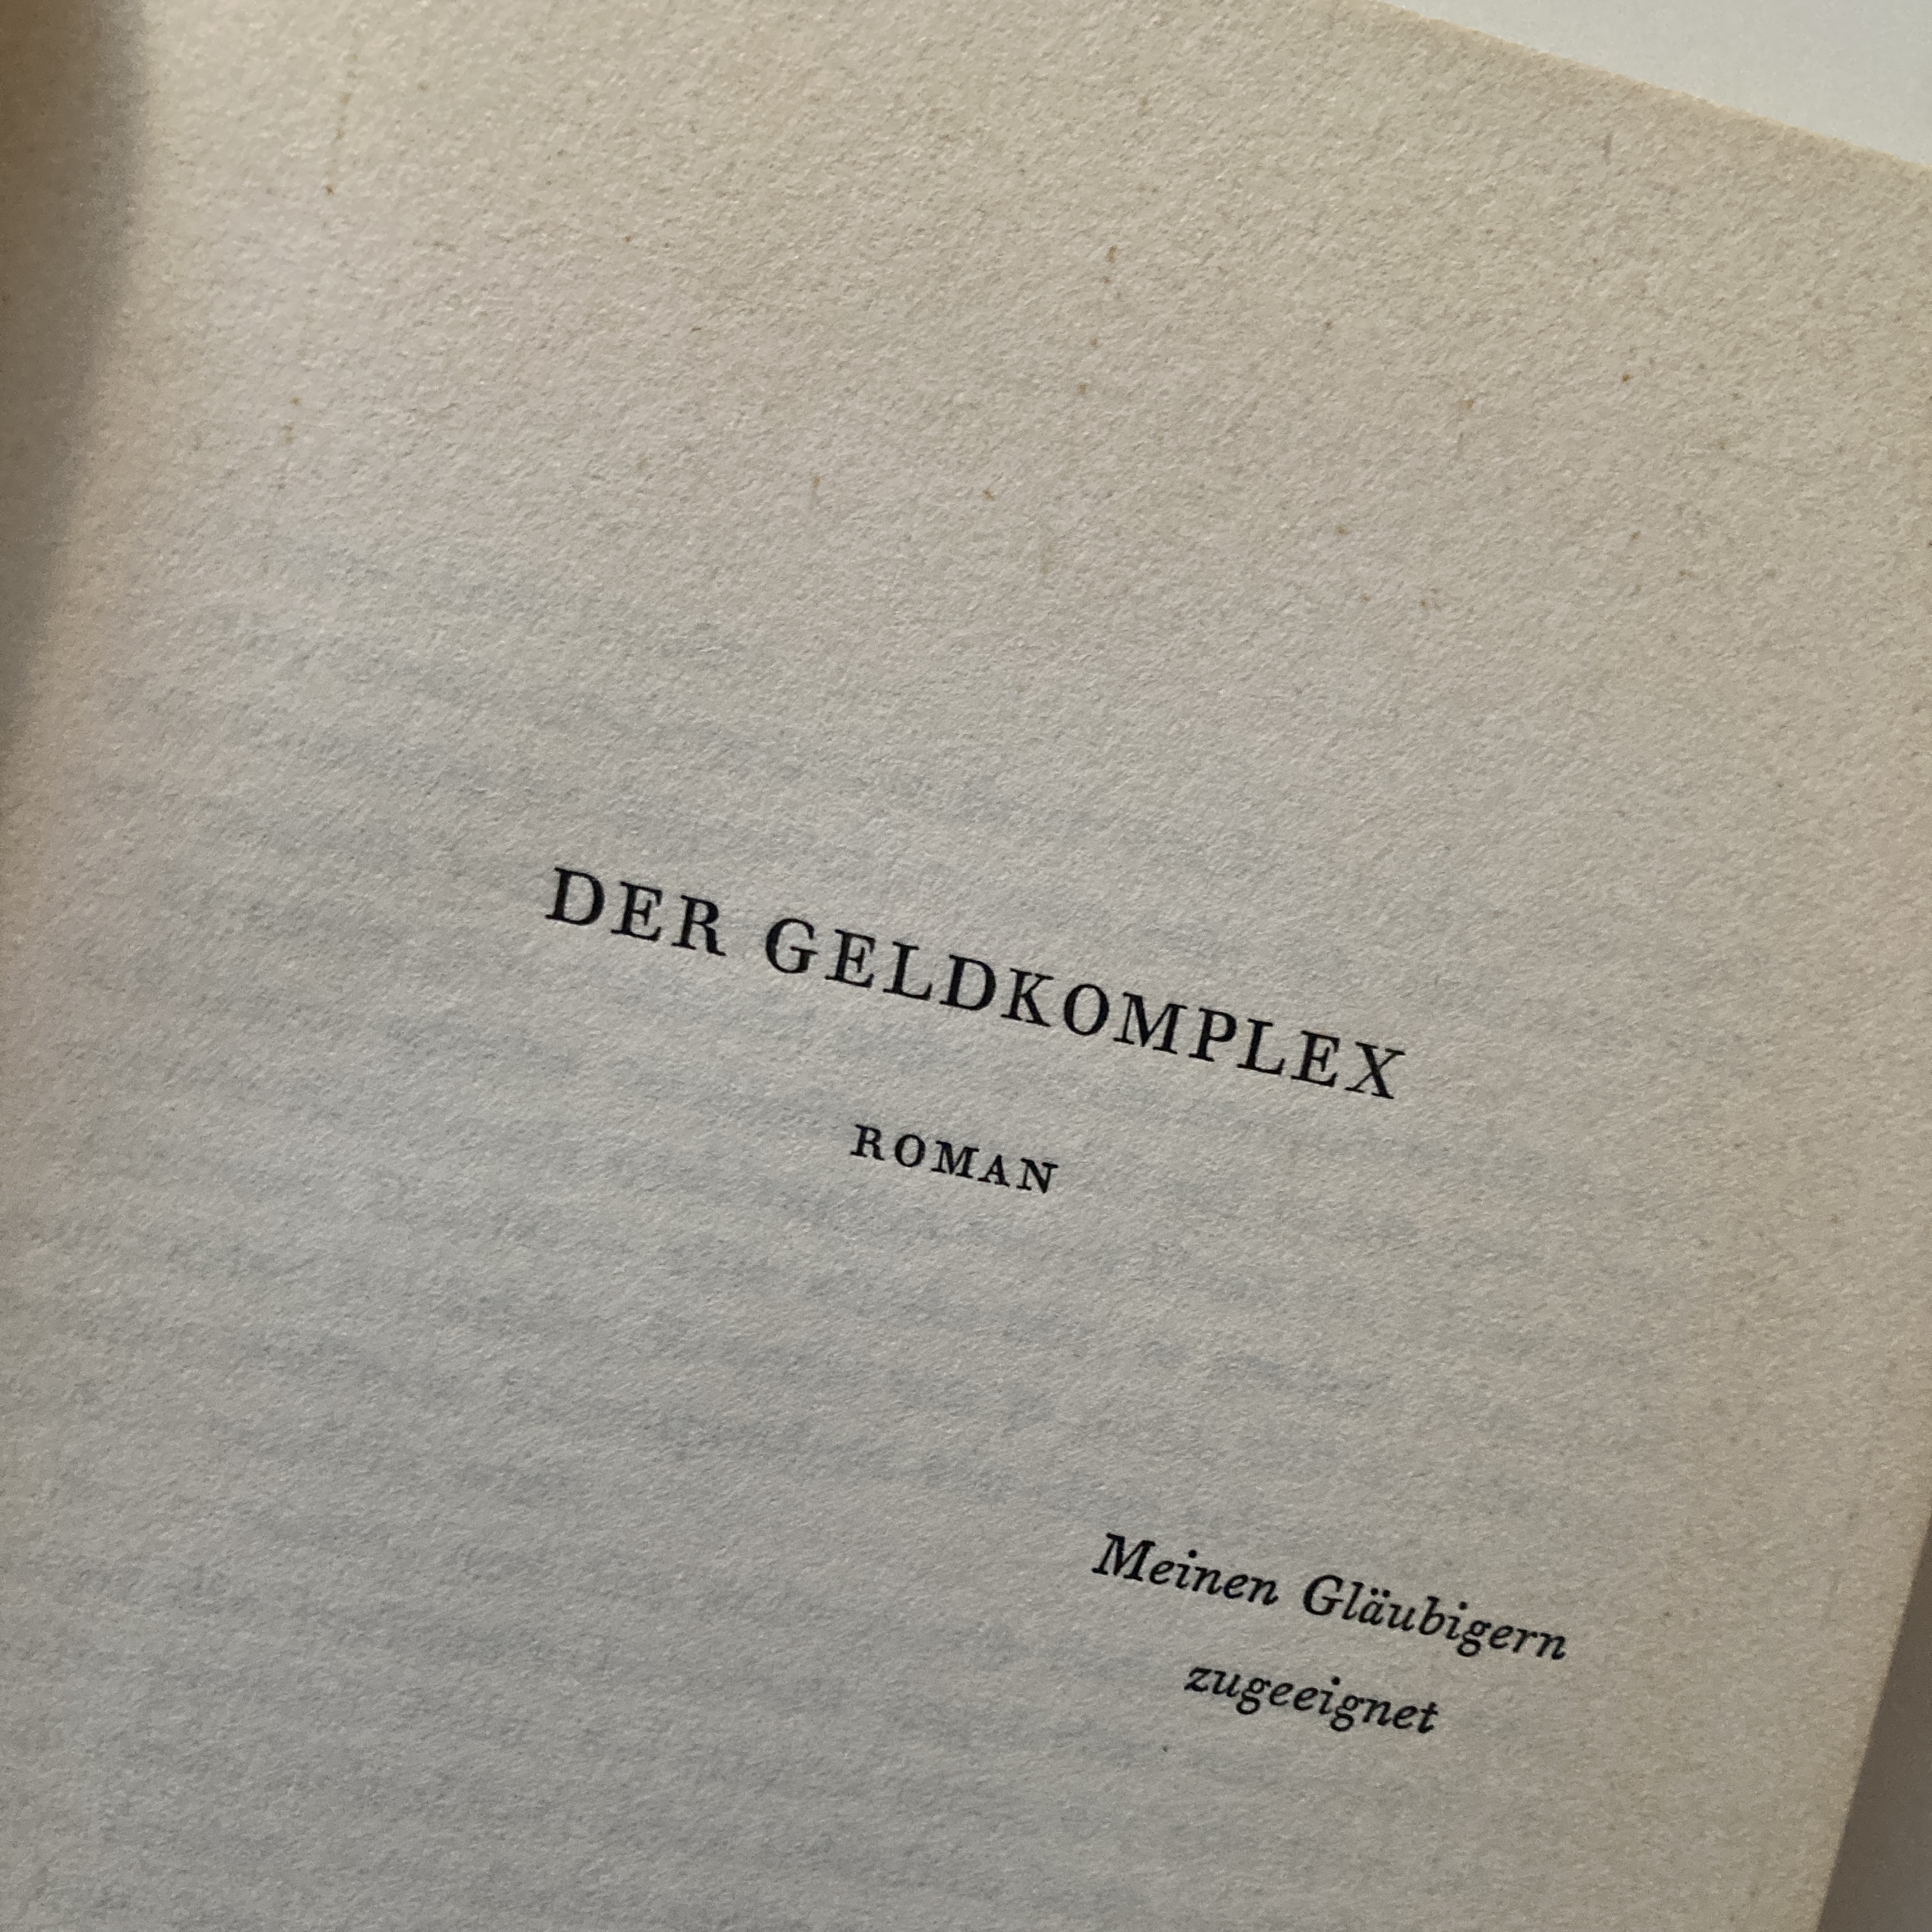 DER GELDKOMPLEX
ROMAN
Meinen Gläubigern
zugeeignet